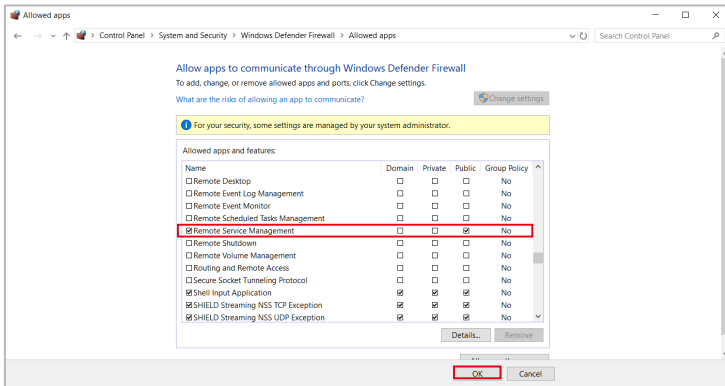 Allowed apps
Control Panel > System and Security > Windows Defender Firewall > Allowed apps
Search Control Panel
Allow apps to communicate through Windows Defender Firewall
To add, change, or remove allowed apps and ports, click Change settings.
What are the risks of allowing an app to communicate?
Change settings
For your security, some settings are managed by your system administrator.
Allowed apps and features:
Name Domain Private Public Group Policy
Remote Desktop No
Remote Event Log Management No
Remote Event Monitor No
Remote Scheduled Tasks Management No
Remote Service Management No
Remote Shutdown No
Remote Volume Management No
Routing and Remote Access No
Secure Socket Tunneling Protocol No
Shell Input Application No
SHIELD Streaming NSS TCP Exception No
SHIELD Streaming NSS UDP Exception No
Details... Remove
OK Cancel